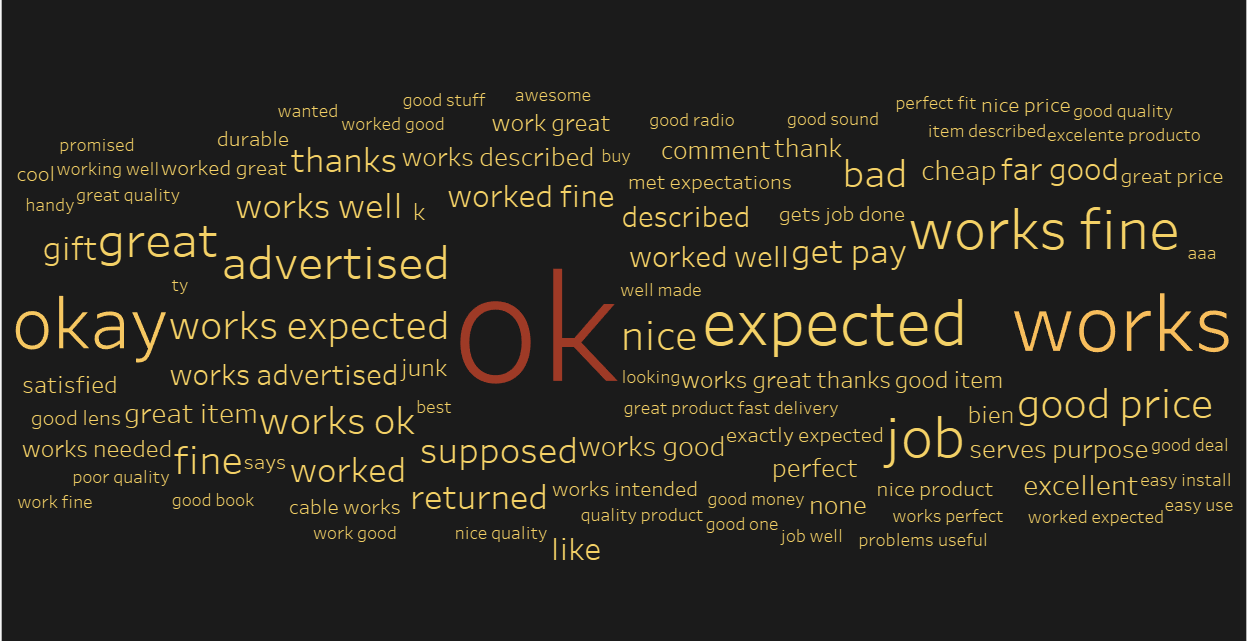 good stuff
awesome
wanted
worked good
work great
good radio
good sound
perfect fit
nice price
good quality
promised
durable
item described
excelente producto
cool
working well
worked great
thanks
works described
buy
comment
thank
bad
cheap
far good
great price
handy
great quality
works well
k
worked fine
met expectations
described
gets job done
works fine
gift
great
advertised
worked well
get pay
aaa
ty
well made
okay
works expected
ok
nice
expected
works
satisfied
works advertised
junk
looking
works great thanks
good item
good lens
great item
works ok
best
great product fast delivery
bien
good price
works needed
fine
says
worked
supposed
works good
exactly expected
job
serves purpose
good deal
poor quality
perfect
work fine
good book
cable works
returned
works intended
good money
none
nice product
excellent
easy install
work good
nice quality
quality product
good one
job well
works perfect
problems useful
worked expected
easy use
like